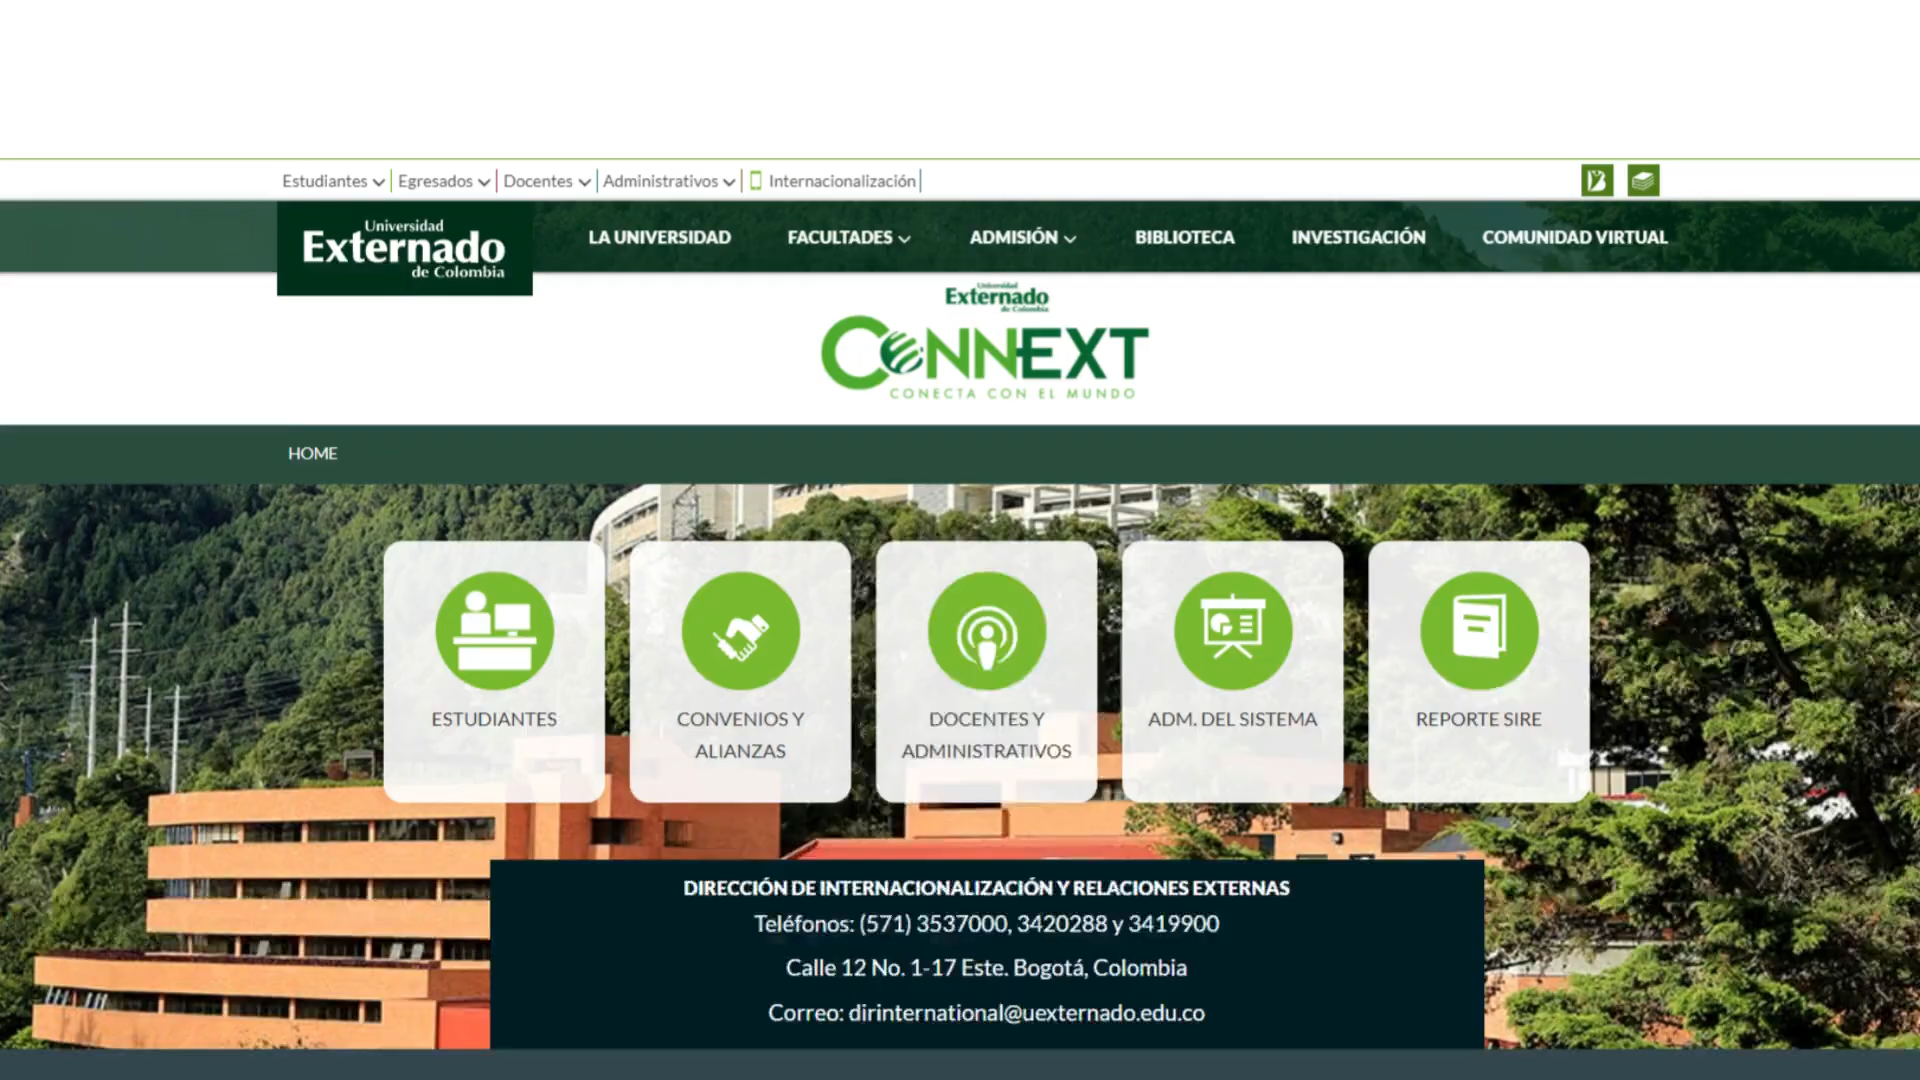 Estudiantes Egresados Docentes Administrativos Internacionalización
Universidad
Externado
de Colombia
LA UNIVERSIDAD FACULTADES ADMISIÓN BIBLIOTECA INVESTIGACIÓN COMUNIDAD VIRTUAL
Universidad
Externado
de Colombia
CONNEXT
CONECTA CON EL MUNDO
HOME
ESTUDIANTES
CONVENIOS Y
ALIANZAS
DOCENTES Y
ADMINISTRATIVOS
ADM. DEL SISTEMA
REPORTE SIRE
DIRECCIÓN DE INTERNACIONALIZACIÓN Y RELACIONES EXTERNAS
Teléfonos: (571) 3537000, 3420288 y 3419900
Calle 12 No. 1-17 Este. Bogotá, Colombia
Correo: dirinternational@uexternado.edu.co